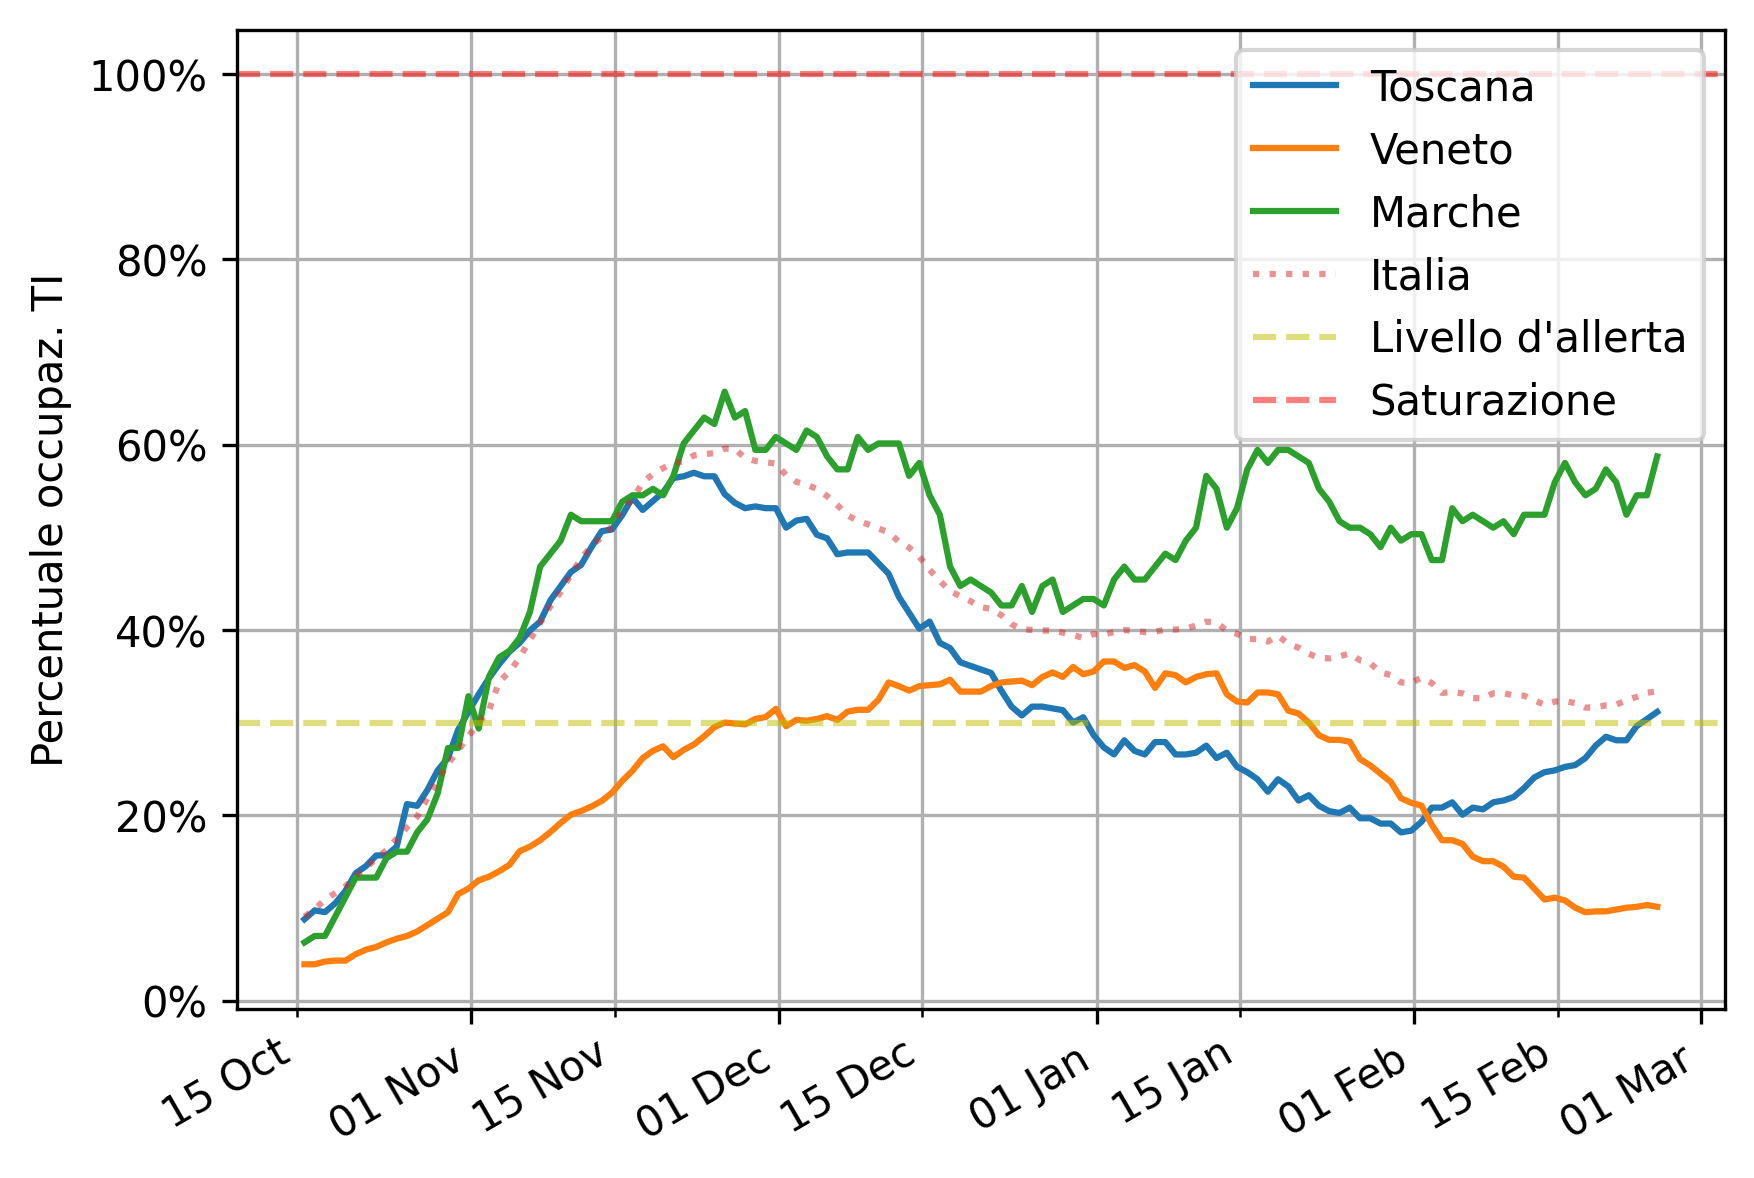 100%
80%
60%
40%
20%
0%
Percentuale occupaz. TI
Toscana
Veneto
Marche
Italia
Livello d'allerta
Saturazione
15 Oct
01 Nov
15 Nov
01 Dec
15 Dec
01 Jan
15 Jan
01 Feb
15 Feb
01 Mar